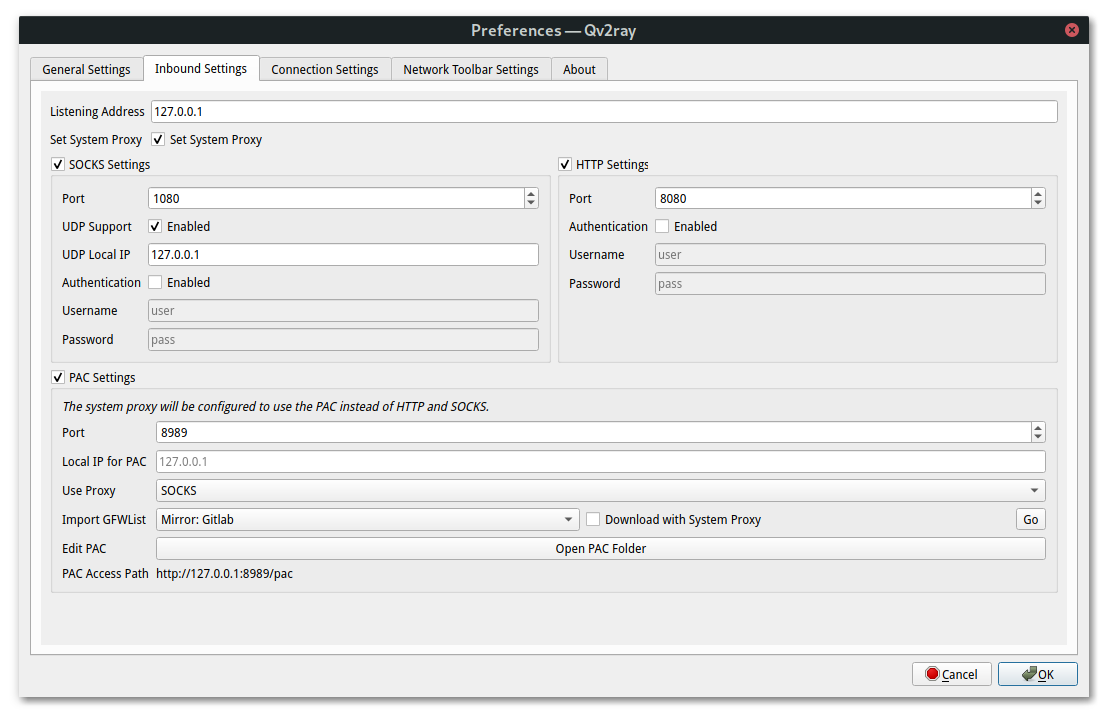 Preferences — Qv2ray
General Settings Inbound Settings Connection Settings Network Toolbar Settings About
Listening Address 127.0.0.1
Set System Proxy Set System Proxy
SOCKS Settings
Port 1080
UDP Support Enabled
UDP Local IP 127.0.0.1
Authentication Enabled
Username user
Password pass
HTTP Settings
Port 8080
Authentication Enabled
Username user
Password pass
PAC Settings
The system proxy will be configured to use the PAC instead of HTTP and SOCKS.
Port 8989
Local IP for PAC 127.0.0.1
Use Proxy SOCKS
Import GFWList Mirror: Gitlab Download with System Proxy Go
Edit PAC Open PAC Folder
PAC Access Path http://127.0.0.1:8989/pac
Cancel OK